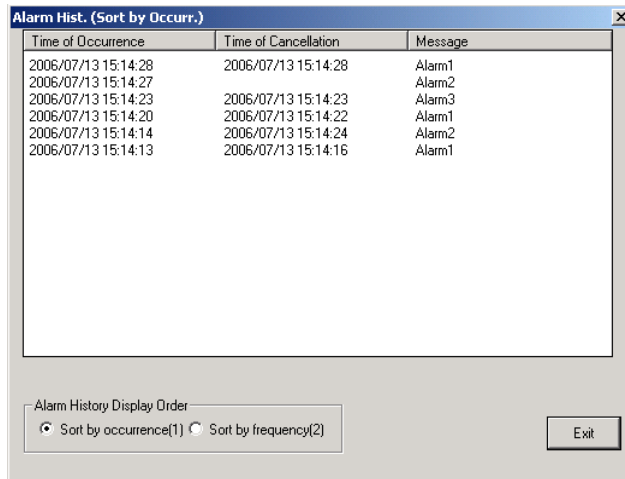 Alarm Hist. (Sort by Occurr.)
Time of Occurrence Time of Cancellation Message
2006/07/13 15:14:28 2006/07/13 15:14:28 Alarm1
2006/07/13 15:14:27 Alarm2
2006/07/13 15:14:23 2006/07/13 15:14:23 Alarm3
2006/07/13 15:14:20 2006/07/13 15:14:22 Alarm1
2006/07/13 15:14:14 2006/07/13 15:14:24 Alarm2
2006/07/13 15:14:13 2006/07/13 15:14:16 Alarm1
Alarm History Display Order
Sort by occurrence(1) Sort by frequency(2)
Exit